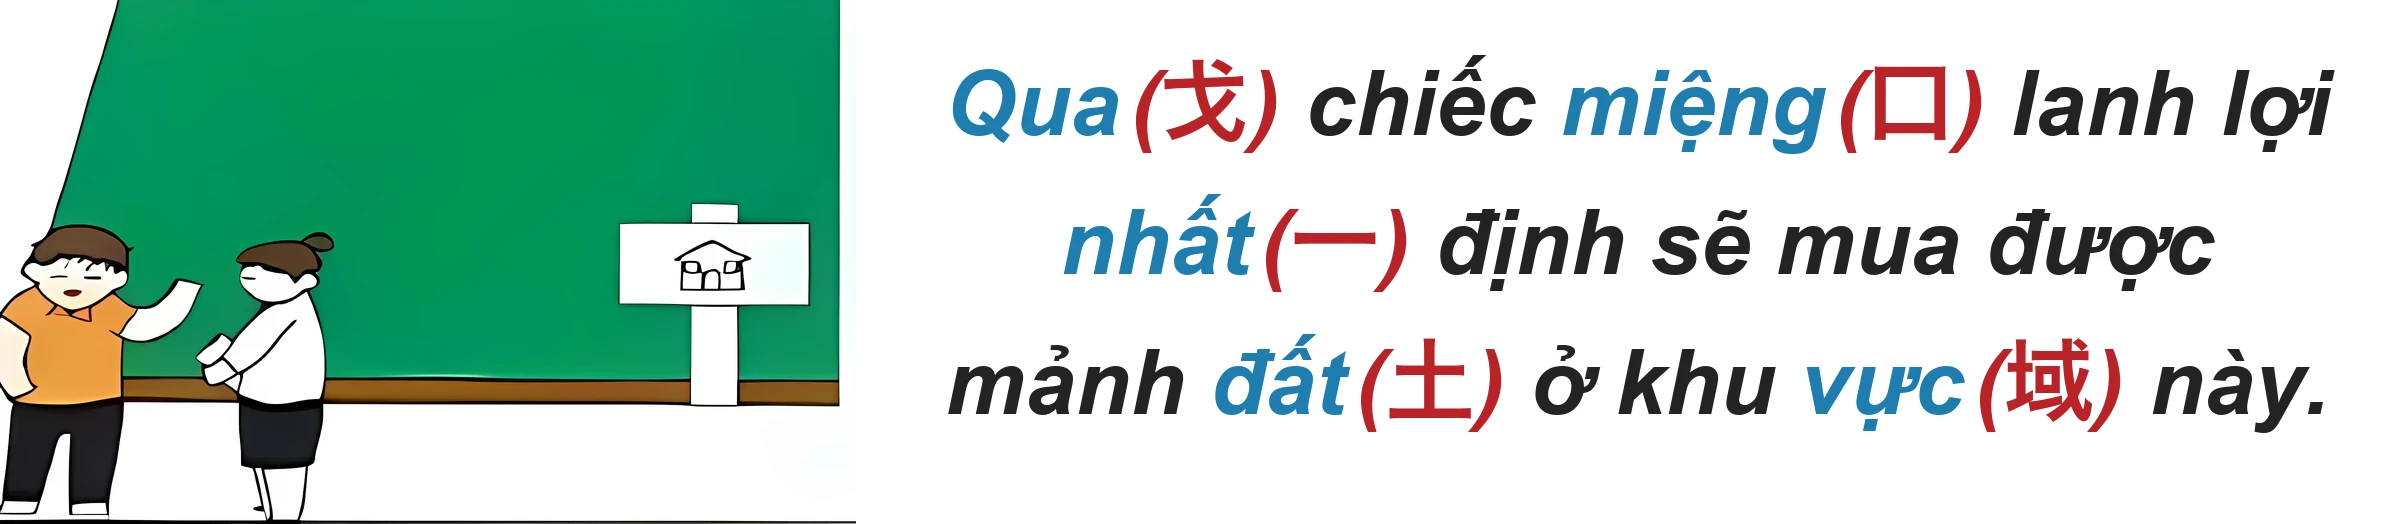 Qua(戈) chiếc miệng(口) lanh lợi
nhất(一) định sẽ mua được
mảnh đất(土) ở khu vực(域) này.